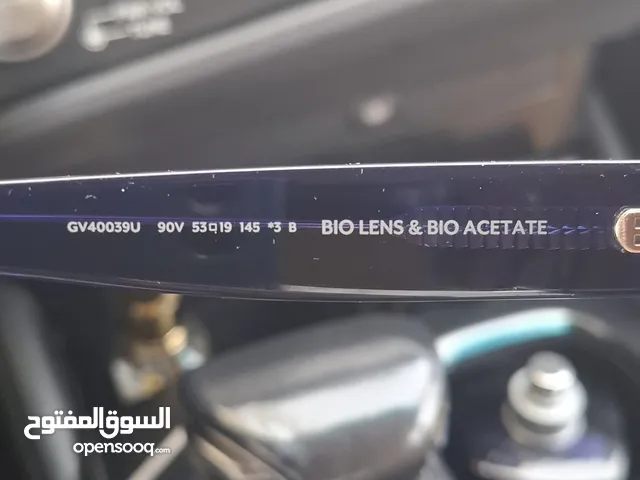 GV40039U 90V 53□19 145 *3 B BIO LENS & BIO ACETATE
السوق المفتوح
opensooq.com